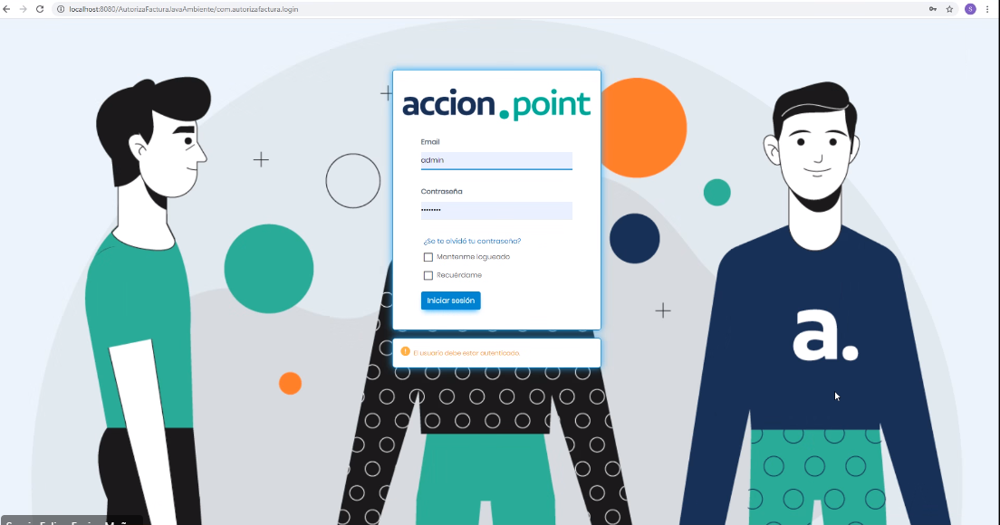 localhost:8080/AutorizaFacturaJavaAmbiente/com.autorizafactura.login
S
accion.point
Email
admin
Contraseña
••••••••
¿Se te olvidó tu contraseña?
Mantenme logueado
Recuérdame
Iniciar sesión
El usuario debe estar autenticado.
a.